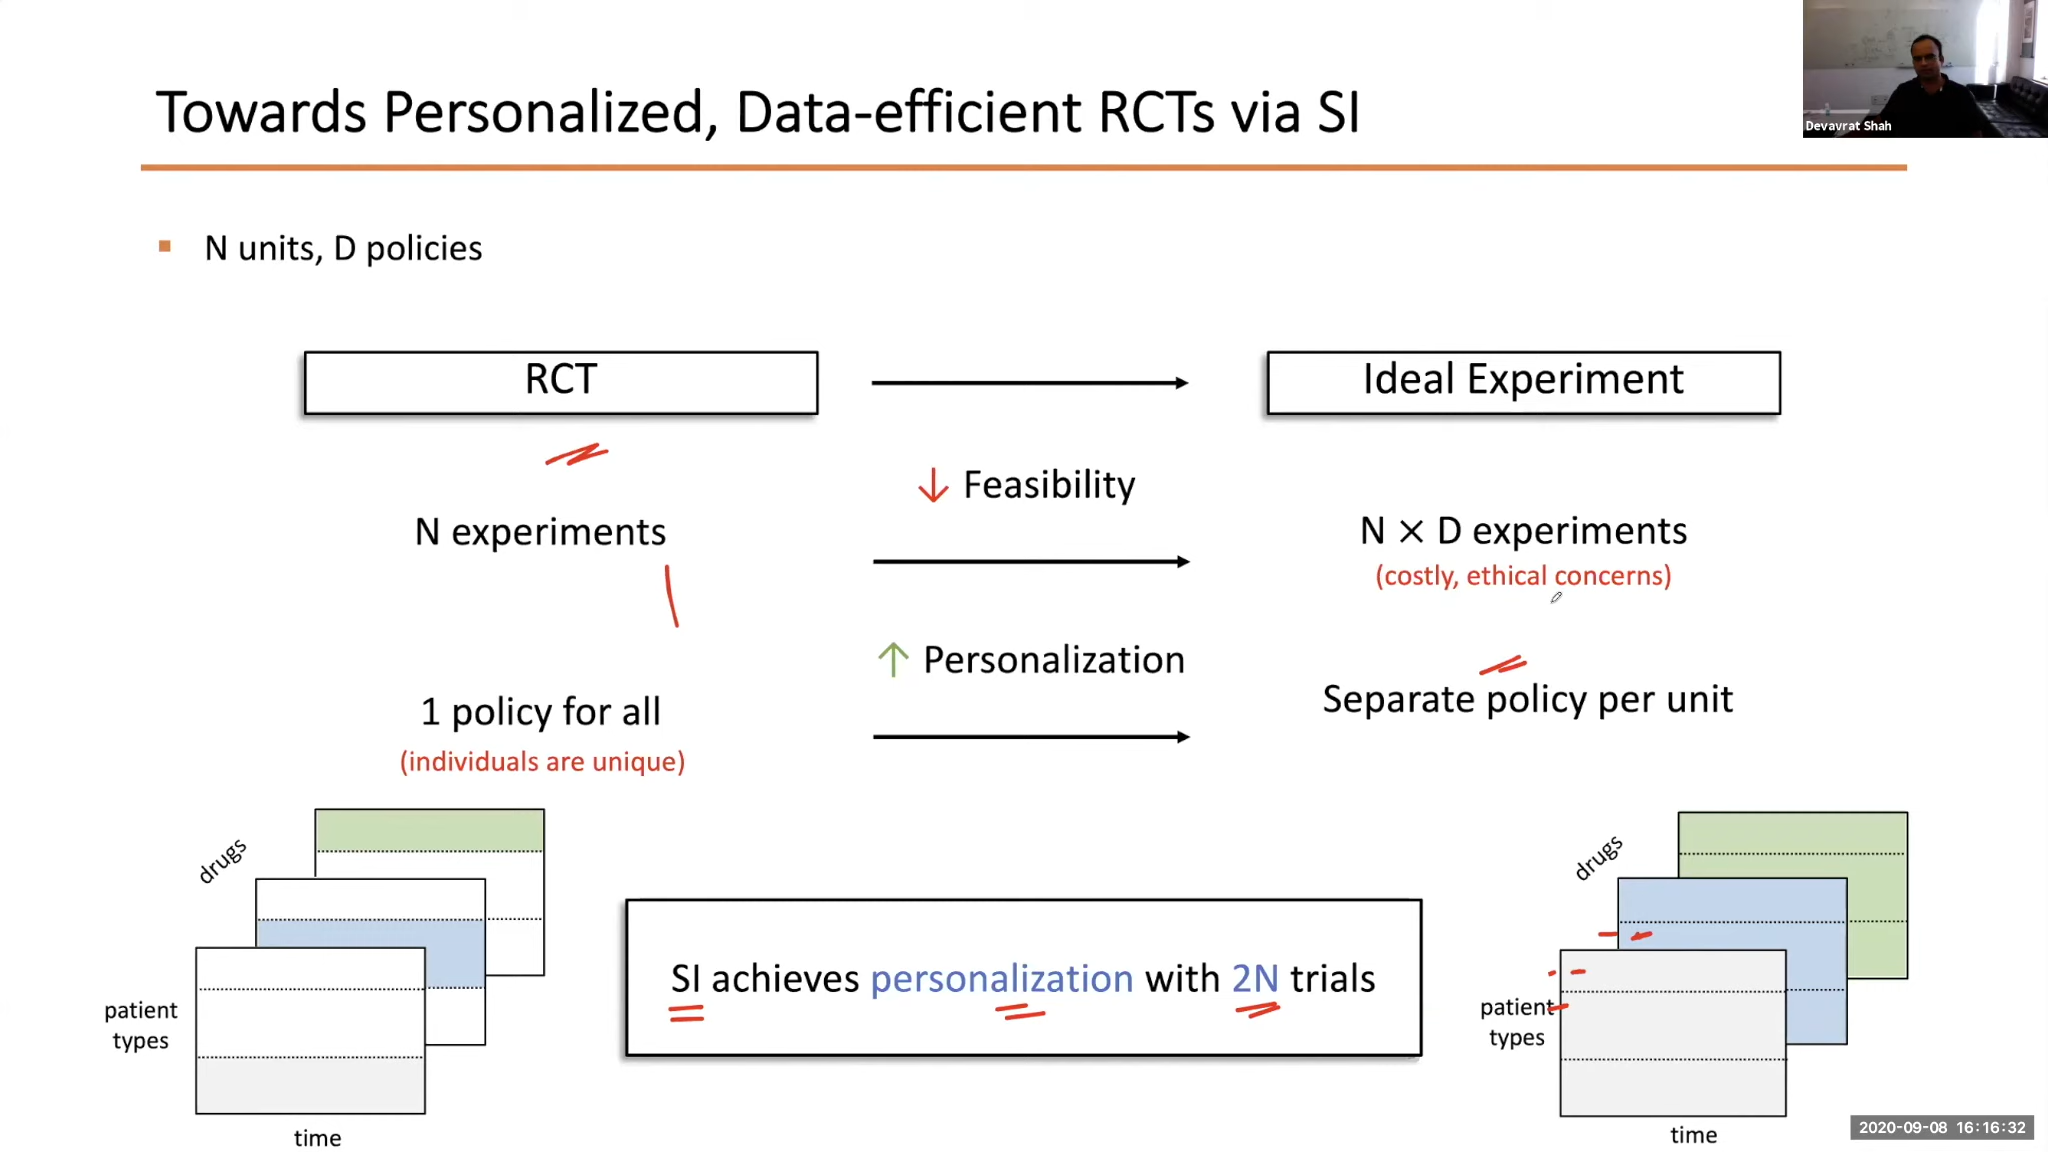 Towards Personalized, Data-efficient RCTs via SI
Devavrat Shah
N units, D policies
RCT
Ideal Experiment
↓ Feasibility
N experiments
N × D experiments
(costly, ethical concerns)
↑ Personalization
1 policy for all
(individuals are unique)
Separate policy per unit
drugs
patient
types
time
SI achieves personalization with 2N trials
drugs
patient
types
time
2020-09-08 16:16:32